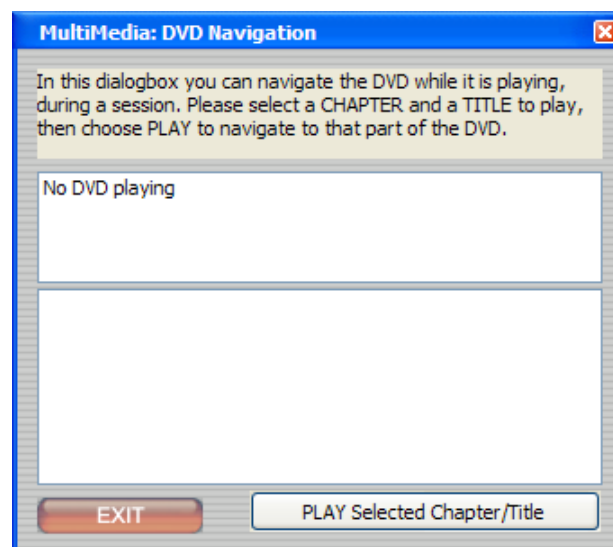 MultiMedia: DVD Navigation
In this dialogbox you can navigate the DVD while it is playing,
during a session. Please select a CHAPTER and a TITLE to play,
then choose PLAY to navigate to that part of the DVD.
No DVD playing
EXIT
PLAY Selected Chapter/Title